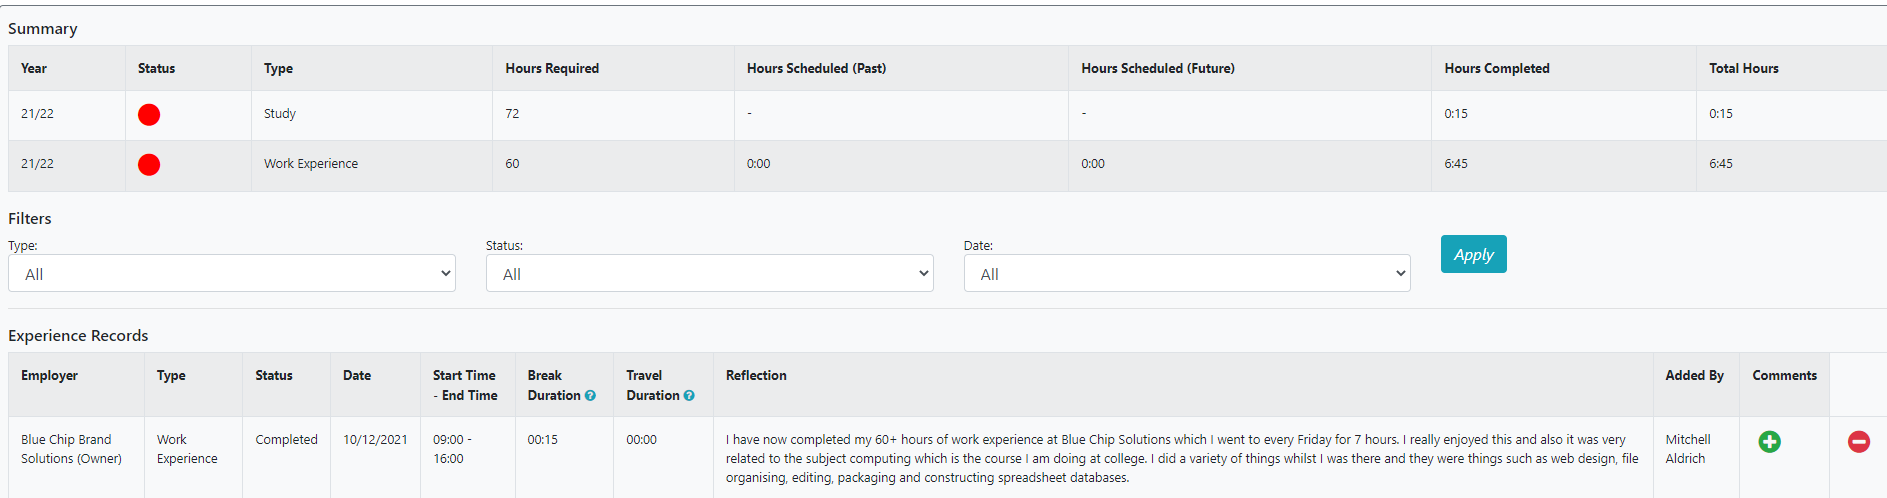 Summary
Year Status Type Hours Required Hours Scheduled (Past) Hours Scheduled (Future) Hours Completed Total Hours
21/22 Study 72 - - 0:15 0:15
21/22 Work Experience 60 0:00 0:00 6:45 6:45
Filters
Type: Status: Date:
All All All Apply
Experience Records
Employer Type Status Date Start Time - End Time Break Duration ? Travel Duration ? Reflection Added By Comments
Blue Chip Brand Solutions (Owner) Work Experience Completed 10/12/2021 09:00 - 16:00 00:15 00:00 I have now completed my 60+ hours of work experience at Blue Chip Solutions which I went to every Friday for 7 hours. I really enjoyed this and also it was very
related to the subject computing which is the course I am doing at college. I did a variety of things whilst I was there and they were things such as web design, file
organising, editing, packaging and constructing spreadsheet databases.
Mitchell Aldrich